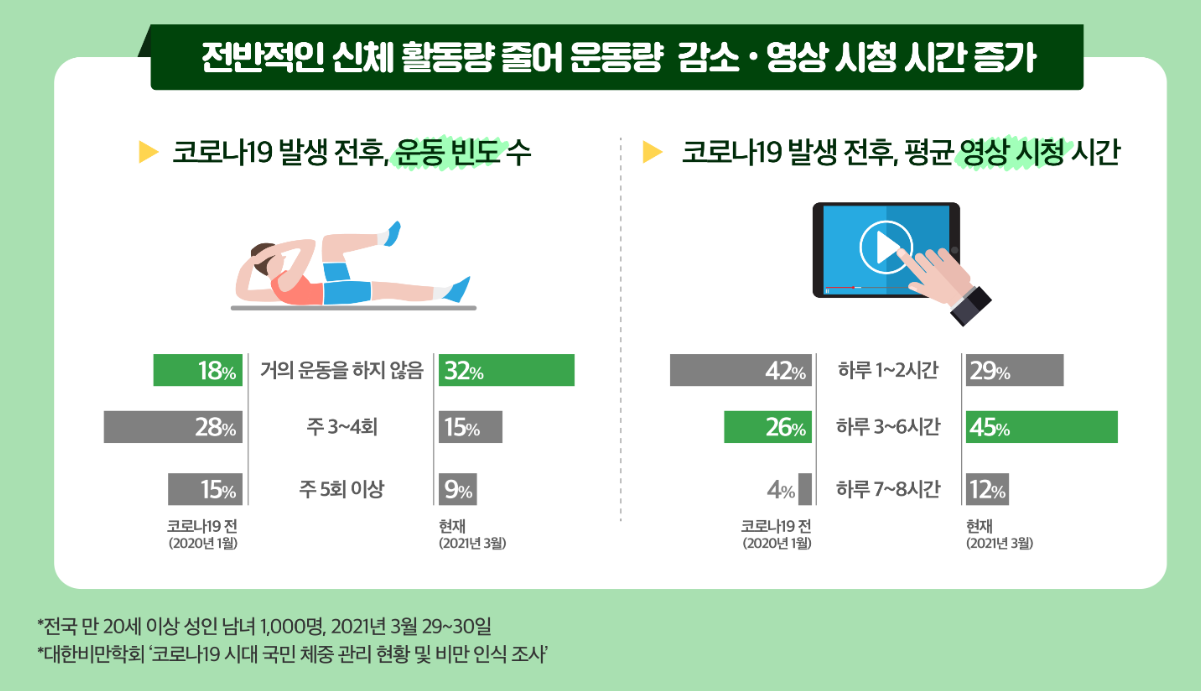 전반적인 신체 활동량 줄어 운동량 감소·영상 시청 시간 증가
코로나19 발생 전후, 운동 빈도 수
18% 거의 운동을 하지 않음 32%
28% 주 3~4회 15%
15% 주 5회 이상 9%
코로나19 전 현재
(2020년 1월) (2021년 3월)
코로나19 발생 전후, 평균 영상 시청 시간
42% 하루 1~2시간 29%
26% 하루 3~6시간 45%
4% 하루 7~8시간 12%
코로나19 전 현재
(2020년 1월) (2021년 3월)
*전국 만 20세 이상 성인 남녀 1,000명, 2021년 3월 29~30일
*대한비만학회 ‘코로나19 시대 국민 체중 관리 현황 및 비만 인식 조사’